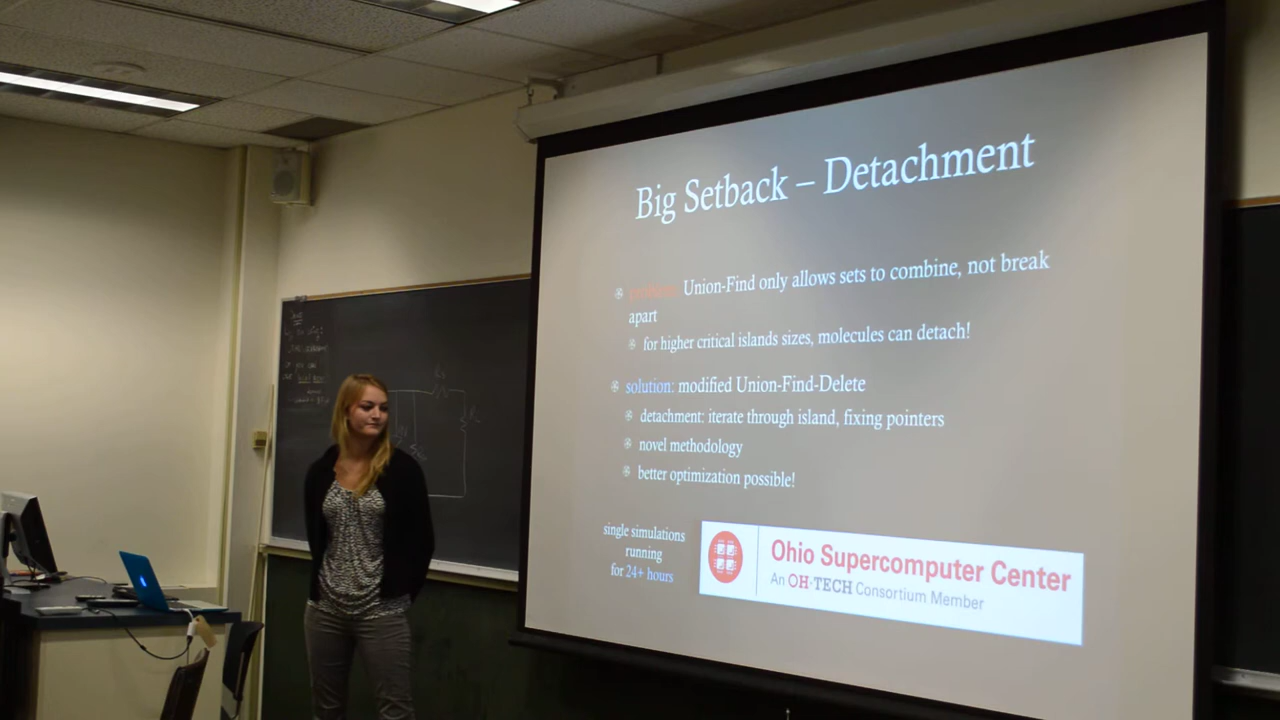 Big Setback – Detachment
problem: Union-Find only allows sets to combine, not break
apart
for higher critical islands sizes, molecules can detach!
solution: modified Union-Find-Delete
detachment: iterate through island, fixing pointers
novel methodology
better optimization possible!
single simulations
running
for 24+ hours
Ohio Supercomputer Center
An OH·TECH Consortium Member